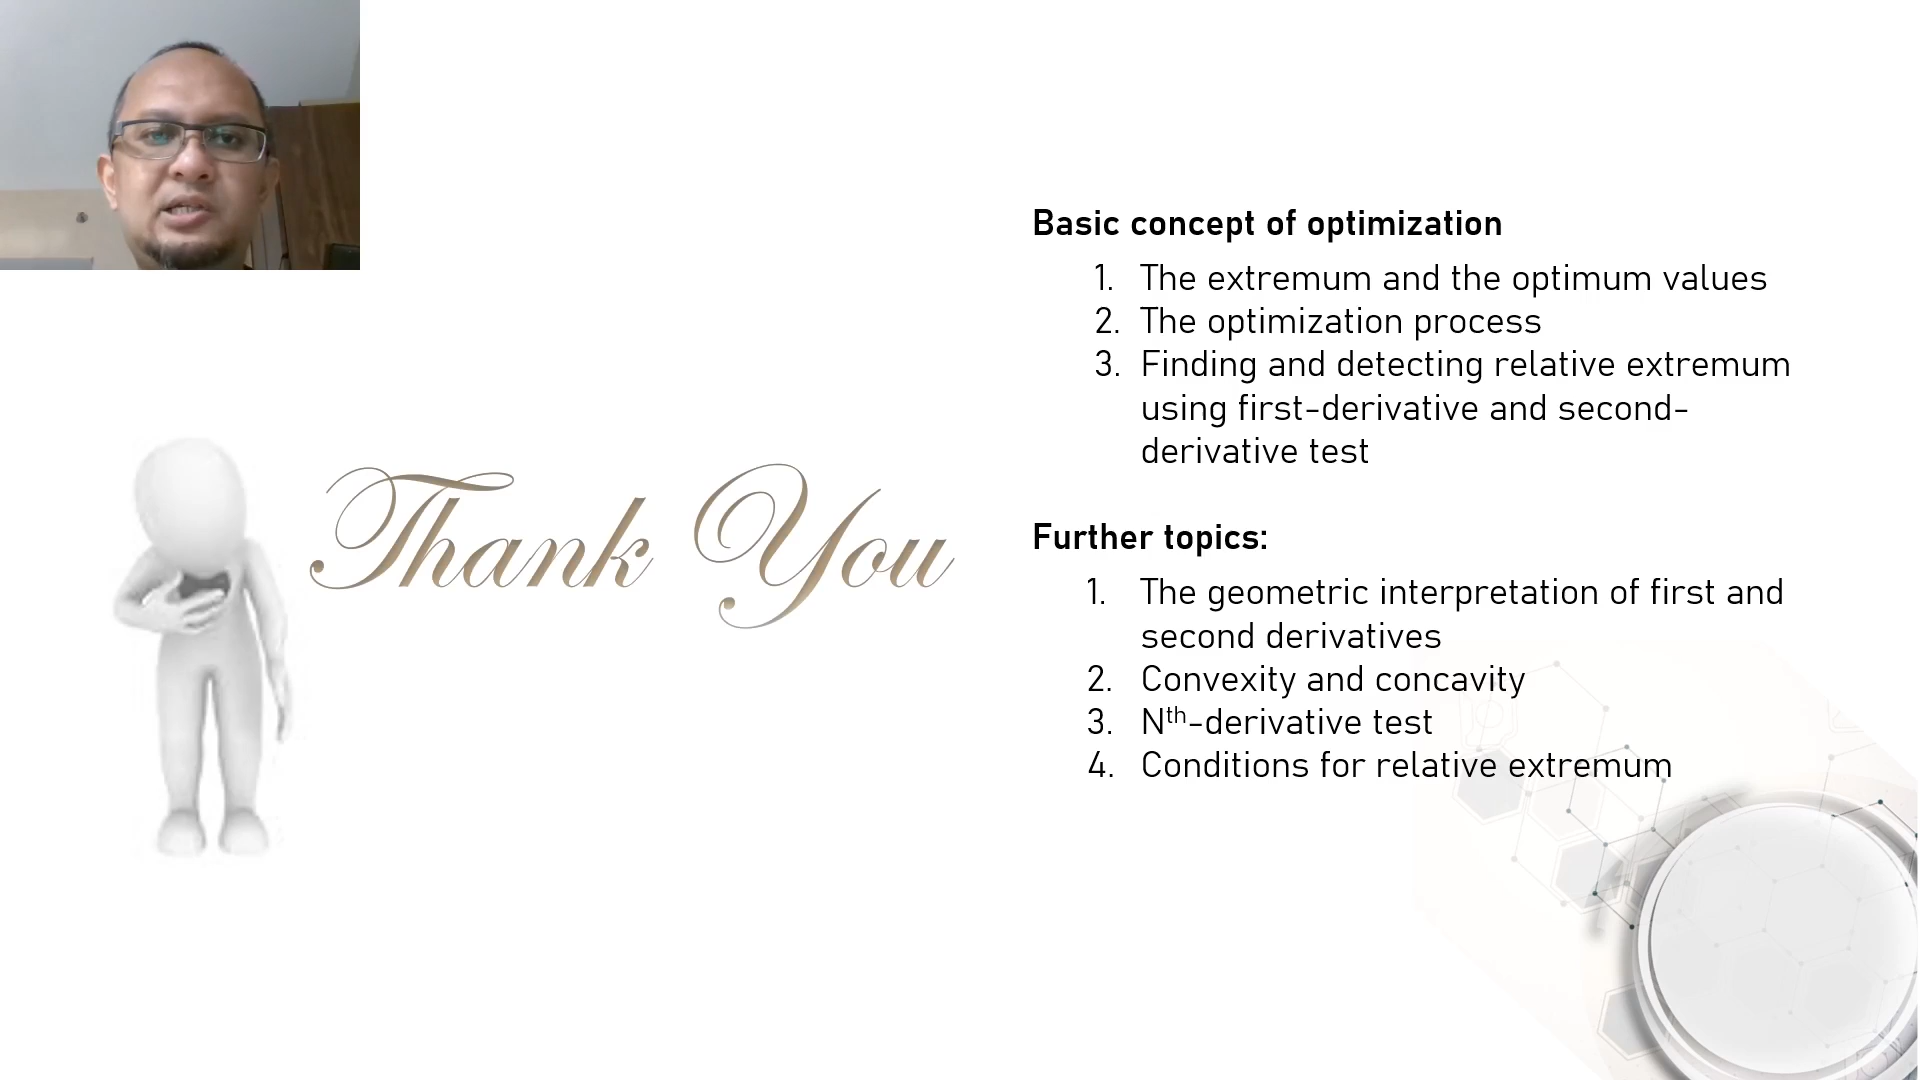 Thank You
Basic concept of optimization
1. The extremum and the optimum values
2. The optimization process
3. Finding and detecting relative extremum
using first-derivative and second-
derivative test
Further topics:
1. The geometric interpretation of first and
second derivatives
2. Convexity and concavity
3. Nth-derivative test
4. Conditions for relative extremum